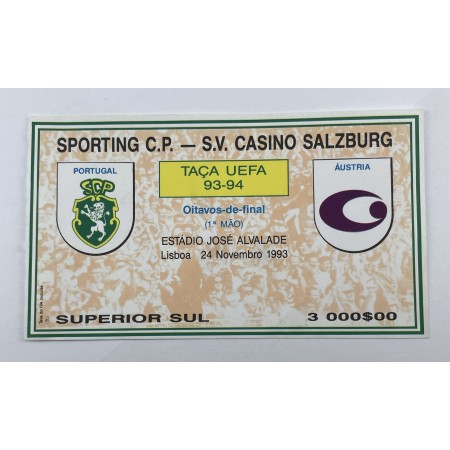 SPORTING C.P. — S.V. CASINO SALZBURG
PORTUGAL
SCP
TAÇA UEFA
93-94
ÁUSTRIA
Oitavos-de-final
(1.ª MÃO)
ESTÁDIO JOSÉ ALVALADE
Lisboa 24 Novembro 1993
SUPERIOR SUL
3 000$00